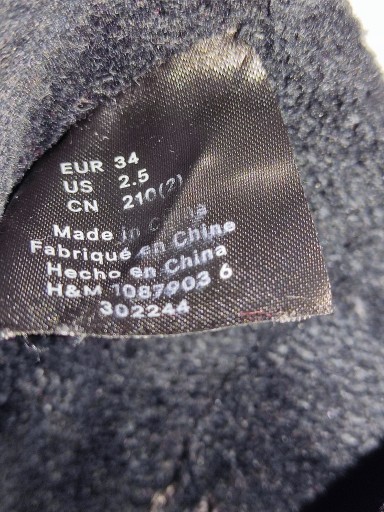 EUR 34
US 2.5
CN 210(2)
Made in China
Fabriqué en Chine
Hecho en China
H&M 1087903 6
302244